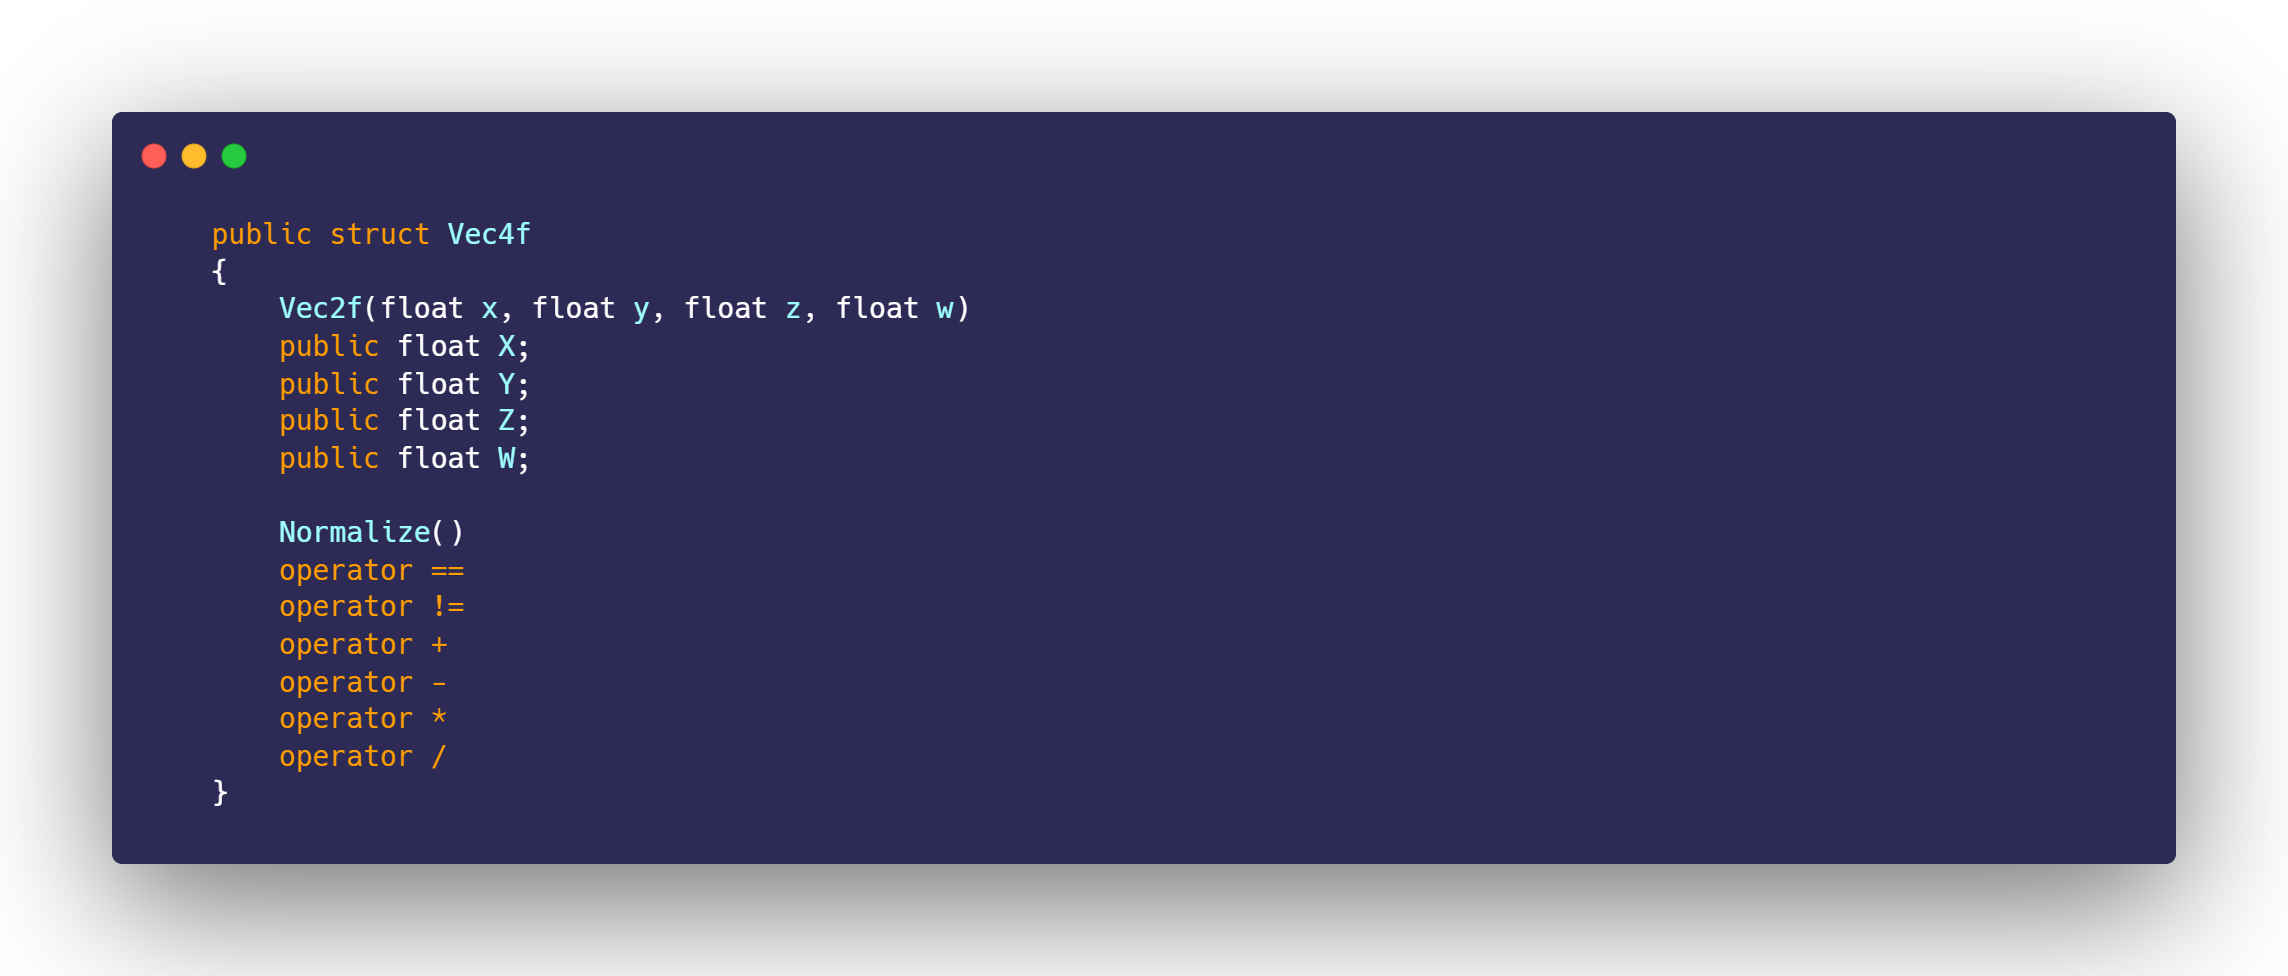 public struct Vec4f
{
Vec2f(float x, float y, float z, float w)
public float X;
public float Y;
public float Z;
public float W;
Normalize()
operator ==
operator !=
operator +
operator -
operator *
operator /
}